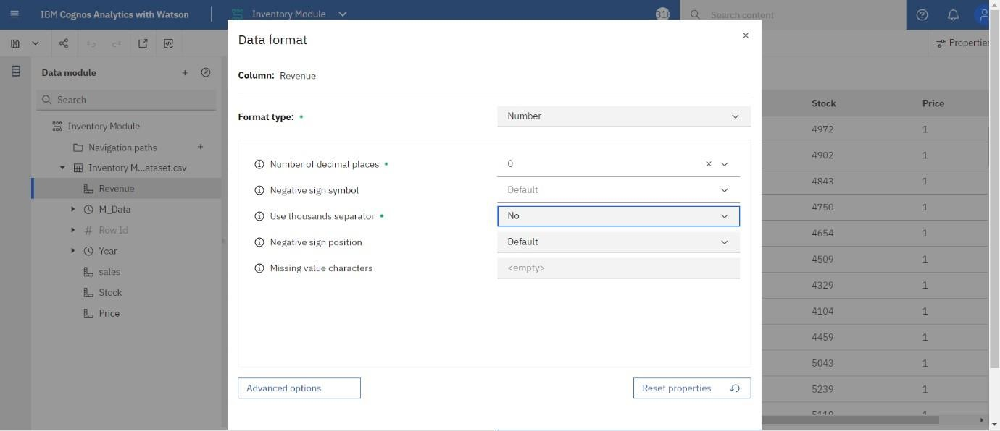 IBM Cognos Analytics with Watson
Inventory Module
Search content
Data format
Properties
Data module
Column: Revenue
Search
Format type:
Number
Stock
Price
Inventory Module
4972
1
Navigation paths
Number of decimal places
0
4902
1
Inventory M...ataset.csv
Negative sign symbol
Default
4843
1
Revenue
M_Data
Use thousands separator
No
4750
1
Row Id
Negative sign position
Default
4654
1
Year
Missing value characters
<empty>
4509
1
sales
4329
1
Stock
4104
1
Price
4459
1
5043
1
Advanced options
Reset properties
5239
1